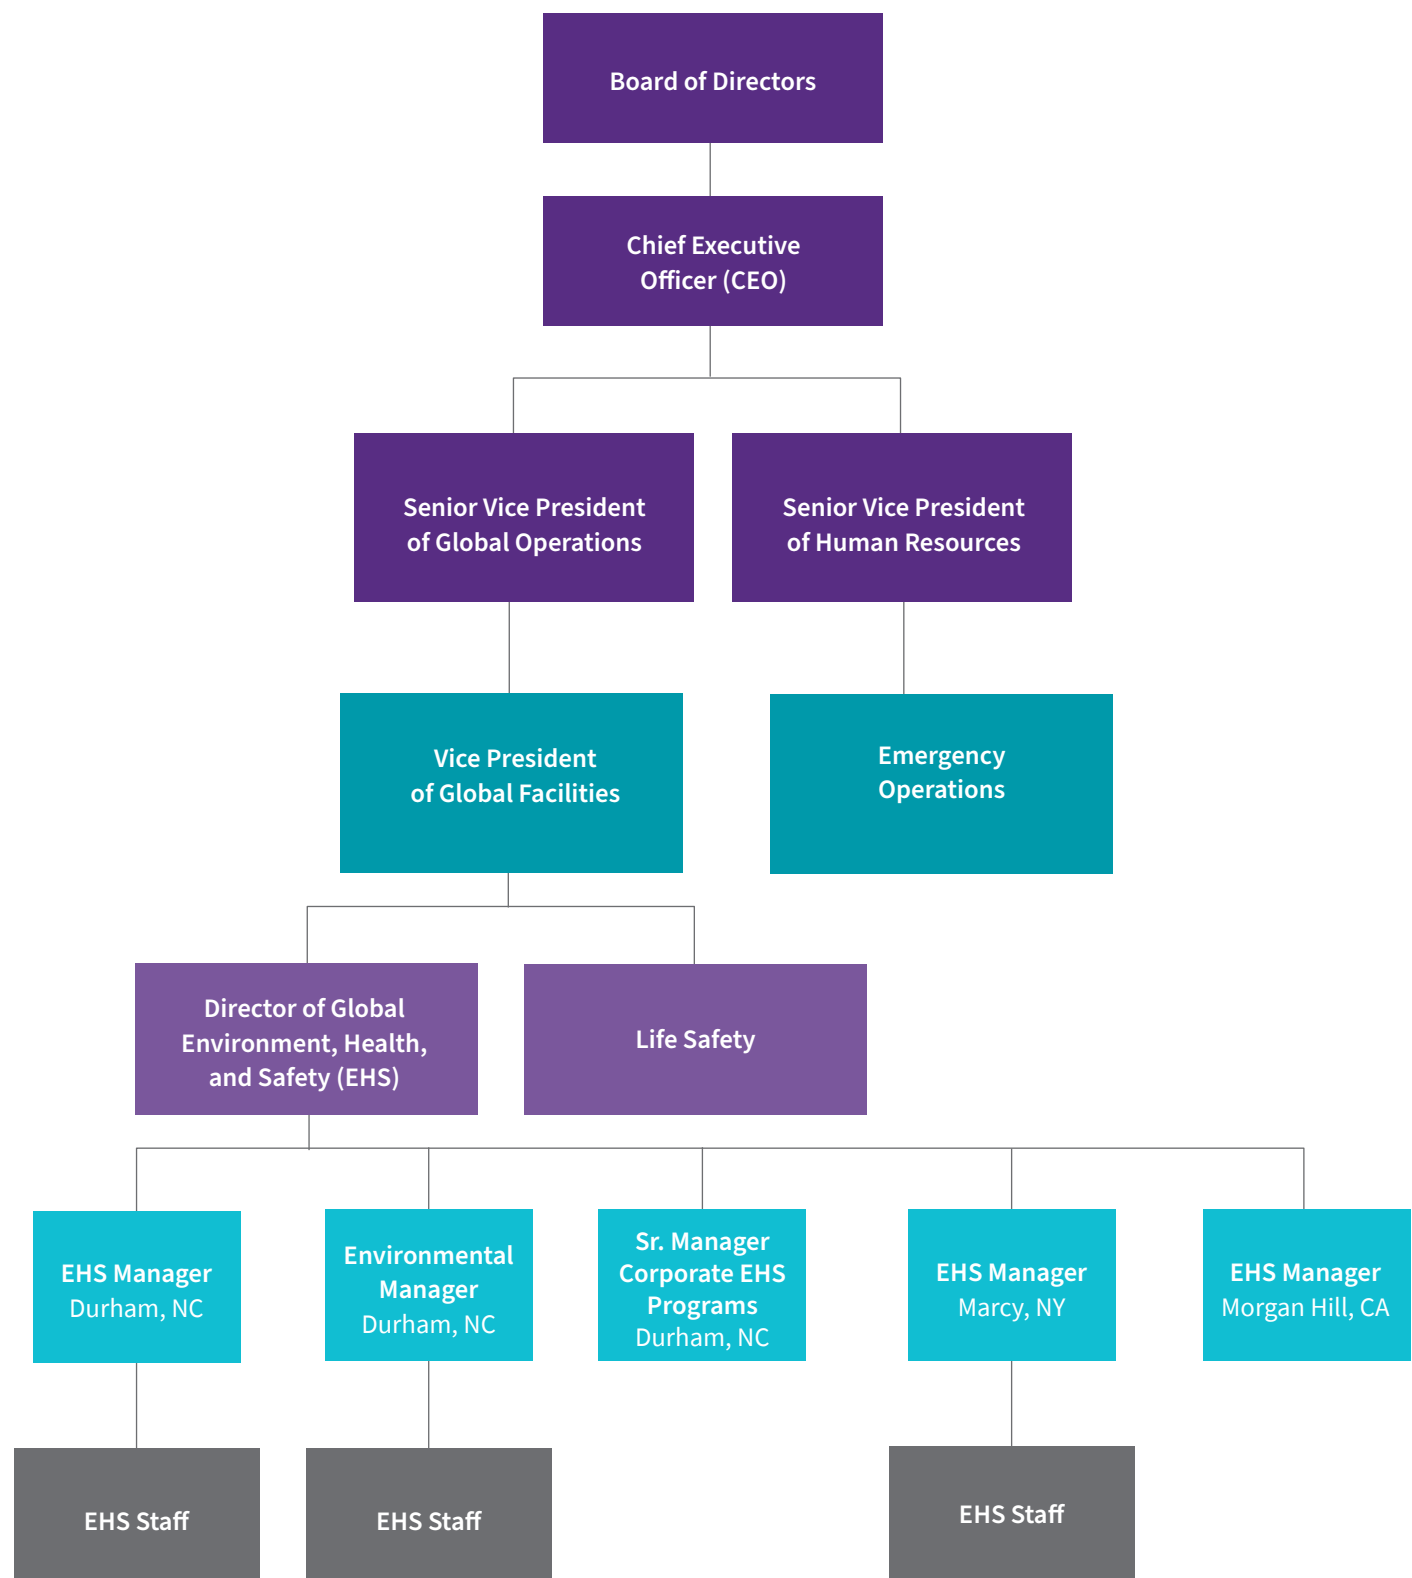 Board of Directors
Chief Executive
Officer (CEO)
Senior Vice President
of Global Operations
Senior Vice President
of Human Resources
Vice President
of Global Facilities
Emergency
Operations
Director of Global
Environment, Health,
and Safety (EHS)
Life Safety
EHS Manager
Durham, NC
Environmental
Manager
Durham, NC
Sr. Manager
Corporate EHS
Programs
Durham, NC
EHS Manager
Marcy, NY
EHS Manager
Morgan Hill, CA
EHS Staff
EHS Staff
EHS Staff